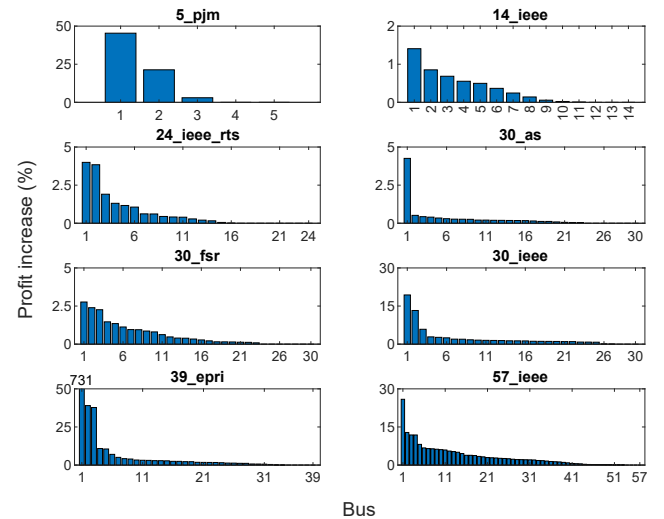 5_pjm
50
25
0
1 2 3 4 5
14_ieee
2
1
0
1 2 3 4 5 6 7 8 9 10 11 12 13 14
24_ieee_rts
5
2.5
0
1 6 11 16 21 24
30_as
5
2.5
0
1 6 11 16 21 26 30
Profit increase (%)
30_fsr
5
2.5
0
1 6 11 16 21 26 30
30_ieee
30
15
0
1 6 11 16 21 26 30
39_epri
731
50
25
0
1 11 21 31 39
57_ieee
30
15
0
1 11 21 31 41 51 57
Bus